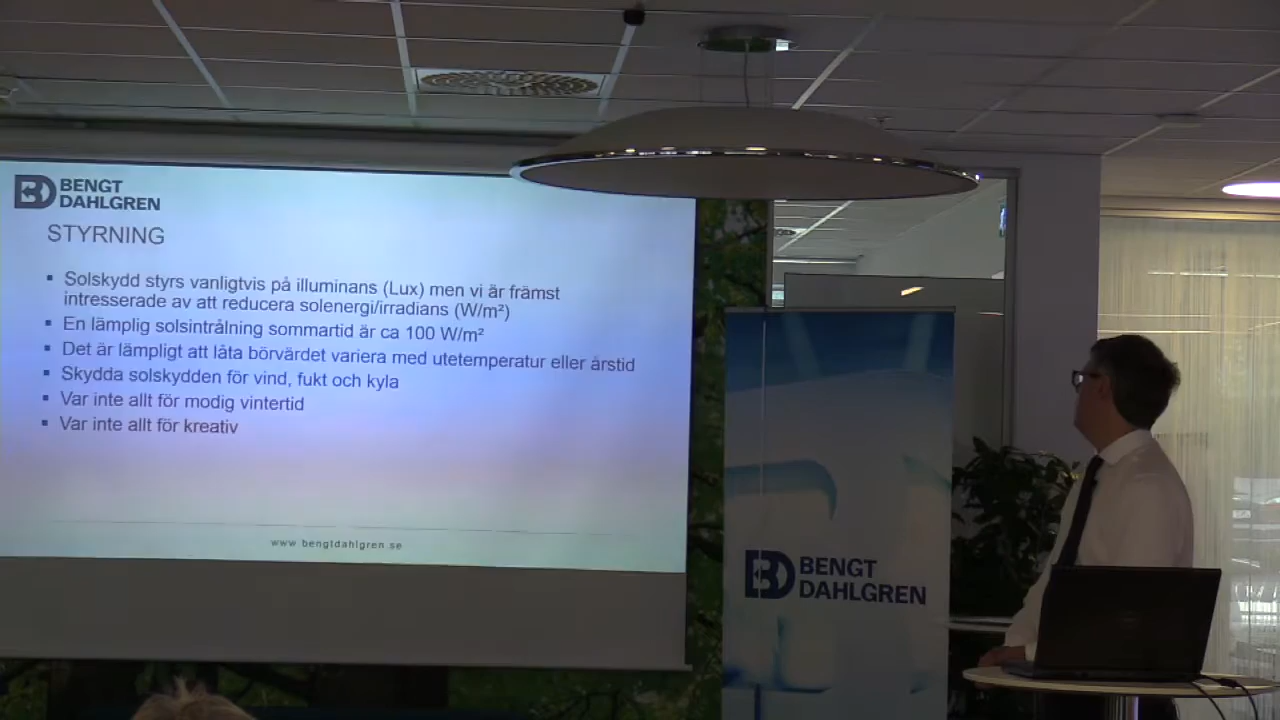 BENGT
DAHLGREN
STYRNING
Solskydd styrs vanligtvis på illuminans (Lux) men vi är främst
intresserade av att reducera solenergi/irradians (W/m²)
En lämplig solsintrålning sommartid är ca 100 W/m²
Det är lämpligt att låta börvärdet variera med utetemperatur eller årstid
Skydda solskydden för vind, fukt och kyla
Var inte allt för modig vintertid
Var inte allt för kreativ
www bengtdahlgren.se
BENGT
DAHLGREN